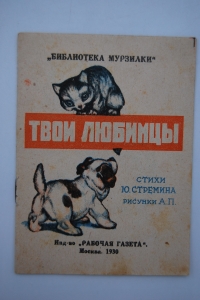 „БИБЛИОТЕКА МУРЗИЛКИ"
ТВОИ ЛЮБИМЦЫ
СТИХИ
Ю. СТРЕМИНА
РИСУНКИ А. П.
Изд-во „РАБОЧАЯ ГАЗЕТА".
Москва. 1930